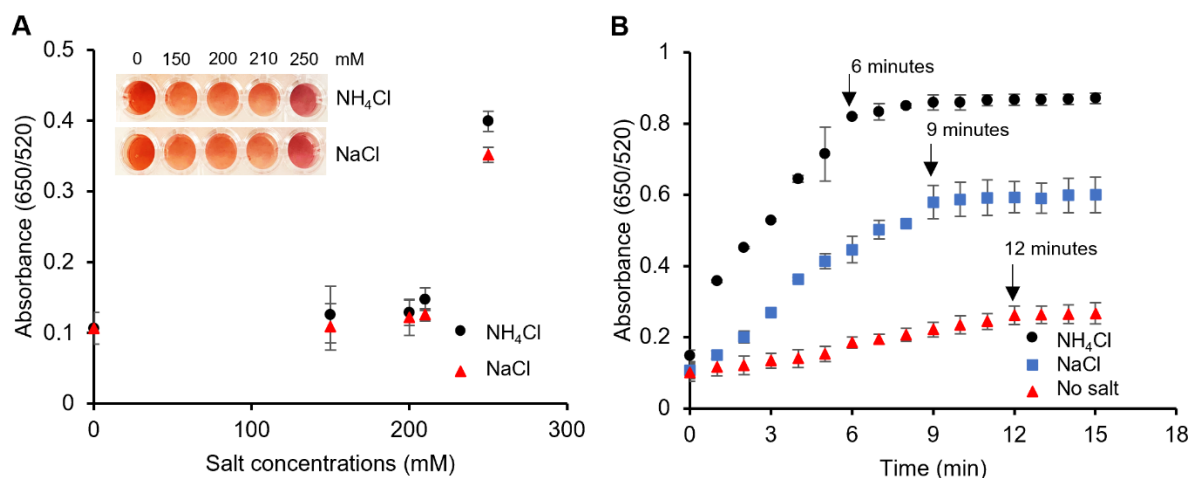 A
0 150 200 210 250 mM
NH₄Cl
NaCl
0.5
0.4
0.3
0.2
0.1
0
Absorbance (650/520)
NH₄Cl
NaCl
0 100 200 300
Salt concentrations (mM)
B
1
0.8
0.6
0.4
0.2
0
Absorbance (650/520)
6 minutes
9 minutes
12 minutes
NH₄Cl
NaCl
No salt
0 3 6 9 12 15 18
Time (min)